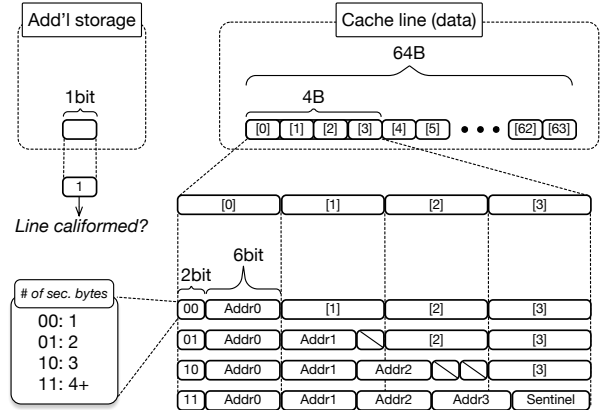 Add'l storage
Cache line (data)
64B
1bit
4B
[0] [1] [2] [3] [4] [5] • • • [62] [63]
1
Line califormed?
[0] [1] [2] [3]
6bit
2bit
# of sec. bytes
00: 1
01: 2
10: 3
11: 4+
00 Addr0 [1] [2] [3]
01 Addr0 Addr1 [2] [3]
10 Addr0 Addr1 Addr2 [3]
11 Addr0 Addr1 Addr2 Addr3 Sentinel